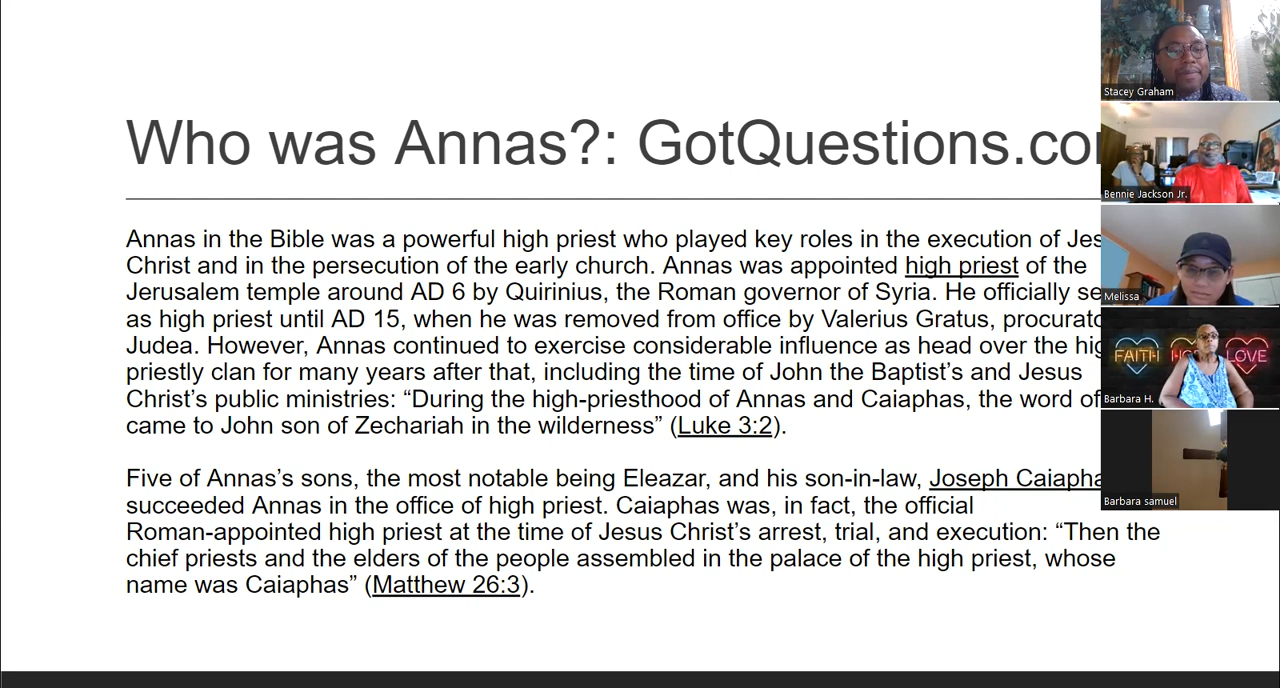 Who was Annas?: GotQuestions.co
Annas in the Bible was a powerful high priest who played key roles in the execution of Jes
Christ and in the persecution of the early church. Annas was appointed high priest of the
Jerusalem temple around AD 6 by Quirinius, the Roman governor of Syria. He officially se
as high priest until AD 15, when he was removed from office by Valerius Gratus, procurato
Judea. However, Annas continued to exercise considerable influence as head over the hig
priestly clan for many years after that, including the time of John the Baptist’s and Jesus
Christ’s public ministries: “During the high-priesthood of Annas and Caiaphas, the word of
came to John son of Zechariah in the wilderness” (Luke 3:2).
Five of Annas’s sons, the most notable being Eleazar, and his son-in-law, Joseph Caiapha
succeeded Annas in the office of high priest. Caiaphas was, in fact, the official
Roman-appointed high priest at the time of Jesus Christ’s arrest, trial, and execution: “Then the
chief priests and the elders of the people assembled in the palace of the high priest, whose
name was Caiaphas” (Matthew 26:3).
Stacey Graham
Bennie Jackson Jr.
Melissa
FAITH HOPE LOVE
Barbara H.
Barbara samuel